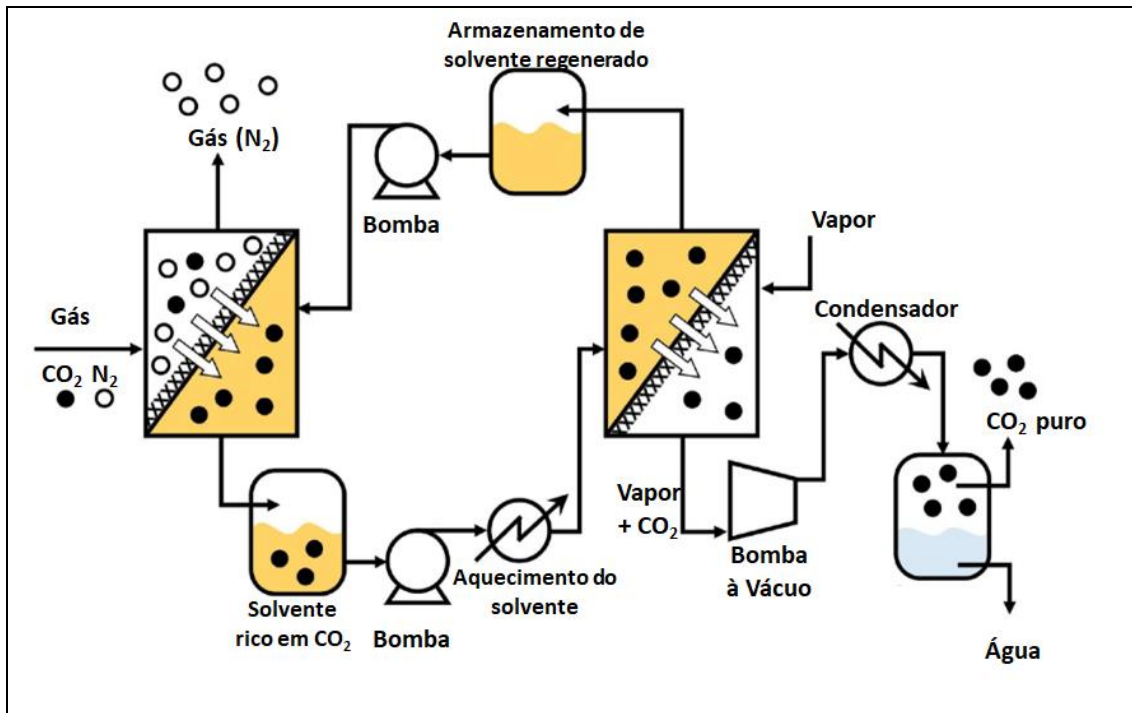 Armazenamento de
solvente regenerado
Gás (N₂)
Bomba
Vapor
Gás
CO₂ N₂
Condensador
CO₂ puro
Vapor
+ CO₂
Bomba
à Vácuo
Aquecimento do
solvente
Solvente
rico em CO₂
Bomba
Água